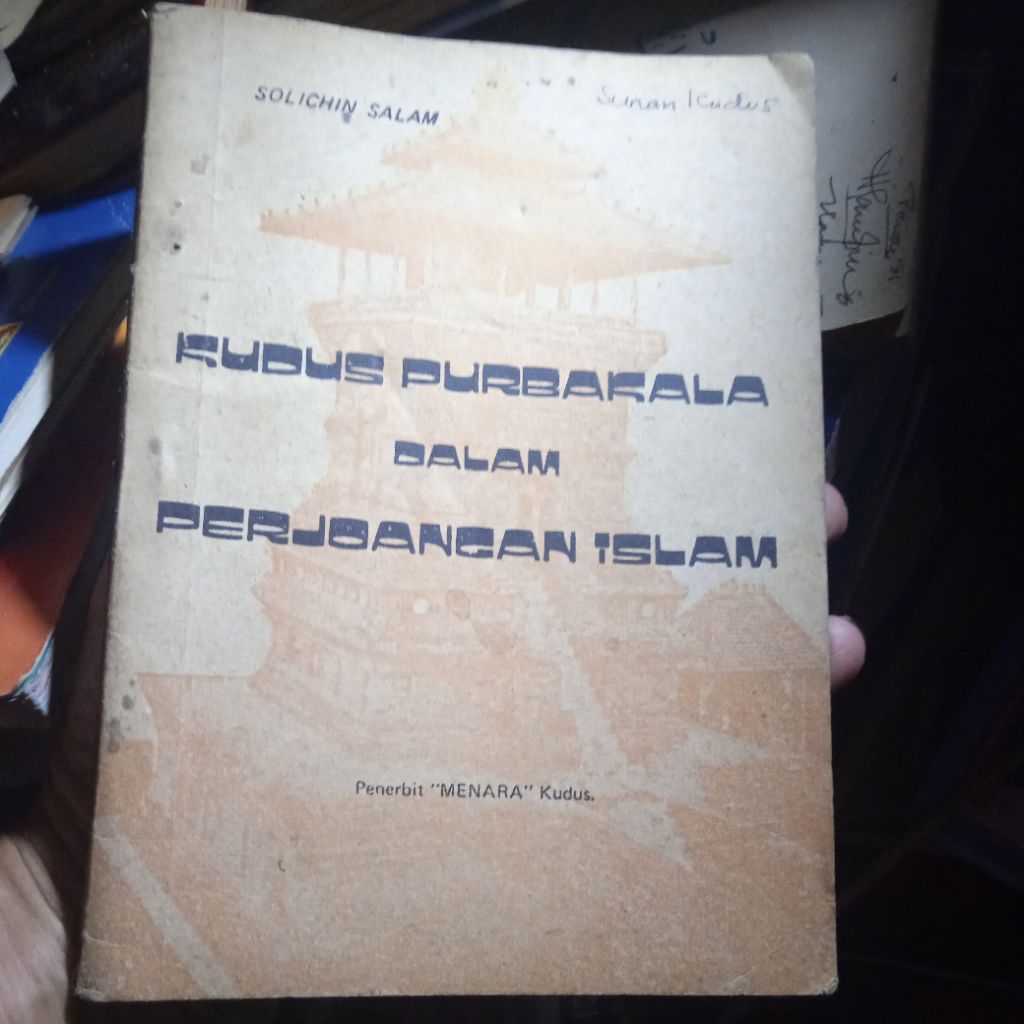 SOLICHIN SALAM
Sunan Kudus
KUDUS PURBAKALA
DALAM
PERJOANGAN ISLAM
Penerbit "MENARA" Kudus.